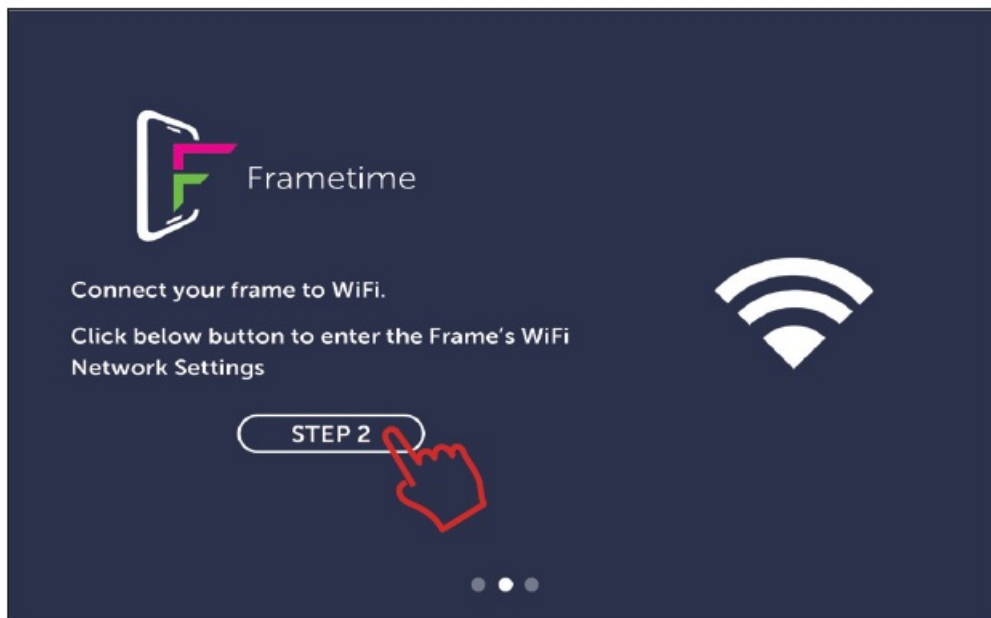 Frametime
Connect your frame to WiFi.
Click below button to enter the Frame's WiFi
Network Settings
STEP 2